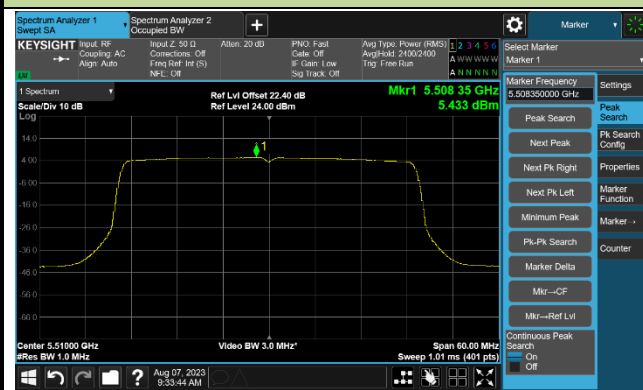 Spectrum Analyzer 1
Swept SA
Spectrum Analyzer 2
Occupied BW
Marker
KEYSIGHT
Input: RF
Coupling: AC
Align: Auto
Input Z: 50 Ω
Corrections: Off
Freq Ref: Int (S)
NFE: Off
Atten: 20 dB
PNO: Fast
Gate: Off
IF Gain: Low
Sig Track: Off
Avg Type: Power (RMS)
Avg|Hold: 2400/2400
Trig: Free Run
1 2 3 4 5 6
A W W W W W
A N N N N N
LXI
1 Spectrum
Scale/Div 10 dB
Log
Ref Lvl Offset 22.40 dB
Ref Level 24.00 dBm
Mkr1 5.508 35 GHz
5.433 dBm
14.0
4.00
-6.00
-16.0
-26.0
-36.0
-46.0
-56.0
-66.0
1
Center 5.51000 GHz
#Res BW 1.0 MHz
Video BW 3.0 MHz*
Span 60.00 MHz
Sweep 1.01 ms (401 pts)
Select Marker
Marker 1
Marker Frequency
5.508350000 GHz
Peak Search
Next Peak
Next Pk Right
Next Pk Left
Minimum Peak
Pk-Pk Search
Marker Delta
Mkr→CF
Mkr→Ref Lvl
Continuous Peak
Search
On
Off
Settings
Peak
Search
Pk Search
Config
Properties
Marker
Function
Marker→
Counter
Aug 07, 2023
9:33:44 AM